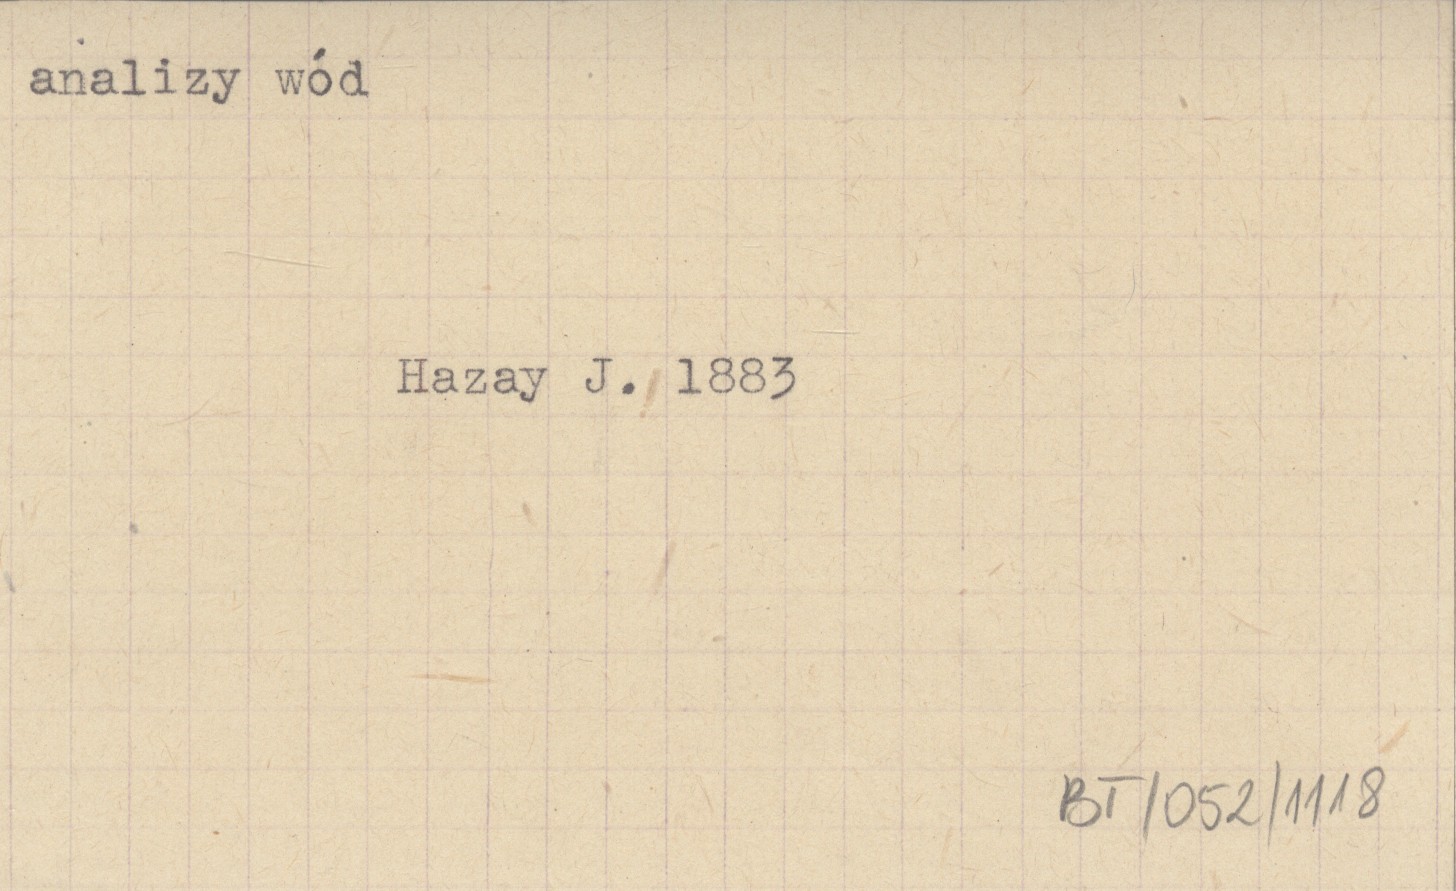 analizy wód
Hazay J. 1883
BT/052/1118